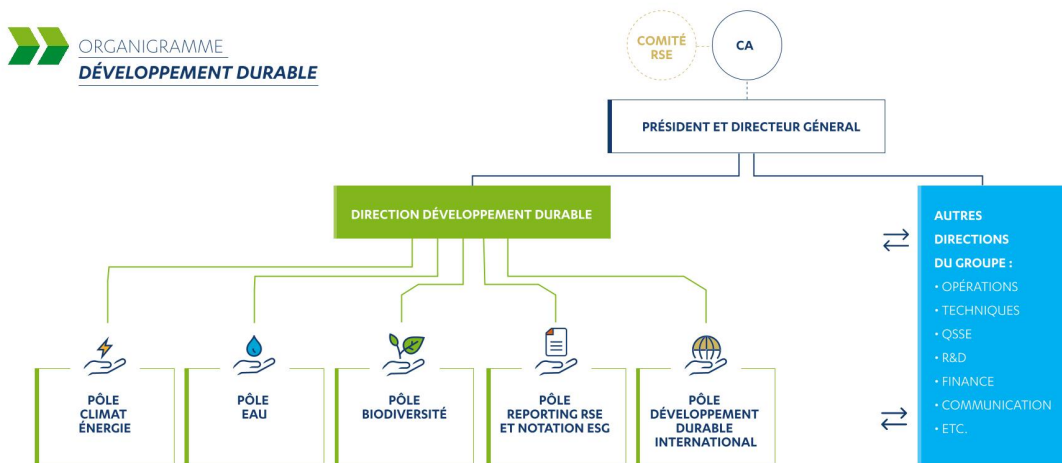 ORGANIGRAMME
DÉVELOPPEMENT DURABLE
COMITÉ
RSE
CA
PRÉSIDENT ET DIRECTEUR GÉNERAL
DIRECTION DÉVELOPPEMENT DURABLE
AUTRES
DIRECTIONS
DU GROUPE :
• OPÉRATIONS
• TECHNIQUES
• QSSE
• R&D
• FINANCE
• COMMUNICATION
• ETC.
PÔLE
CLIMAT
ÉNERGIE
PÔLE
EAU
PÔLE
BIODIVERSITÉ
PÔLE
REPORTING RSE
ET NOTATION ESG
PÔLE
DÉVELOPPEMENT
DURABLE
INTERNATIONAL